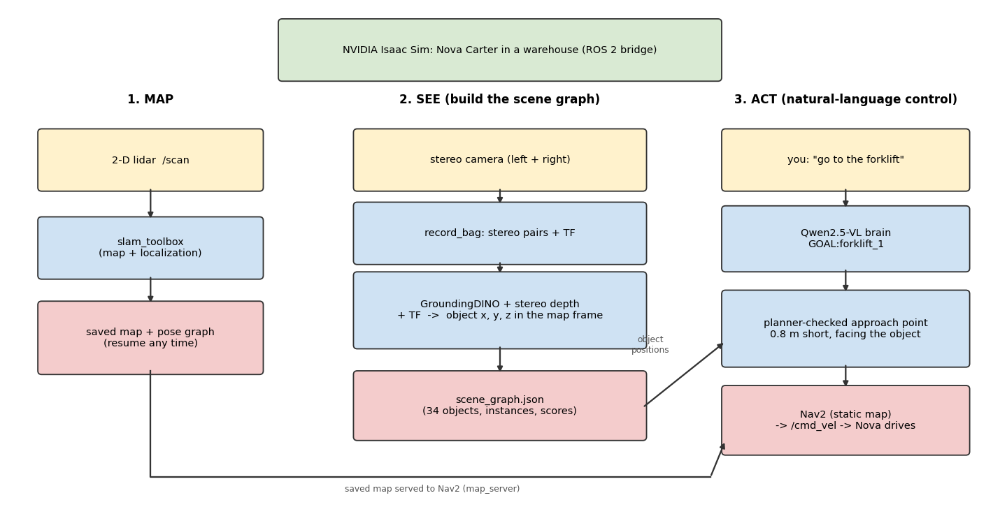 NVIDIA Isaac Sim: Nova Carter in a warehouse (ROS 2 bridge)
1. MAP
2-D lidar  /scan
slam_toolbox
(map + localization)
saved map + pose graph
(resume any time)
2. SEE (build the scene graph)
stereo camera (left + right)
record_bag: stereo pairs + TF
GroundingDINO + stereo depth
+ TF  ->  object x, y, z in the map frame
object
positions
scene_graph.json
(34 objects, instances, scores)
3. ACT (natural-language control)
you: "go to the forklift"
Qwen2.5-VL brain
GOAL:forklift_1
planner-checked approach point
0.8 m short, facing the object
Nav2 (static map)
-> /cmd_vel -> Nova drives
saved map served to Nav2 (map_server)